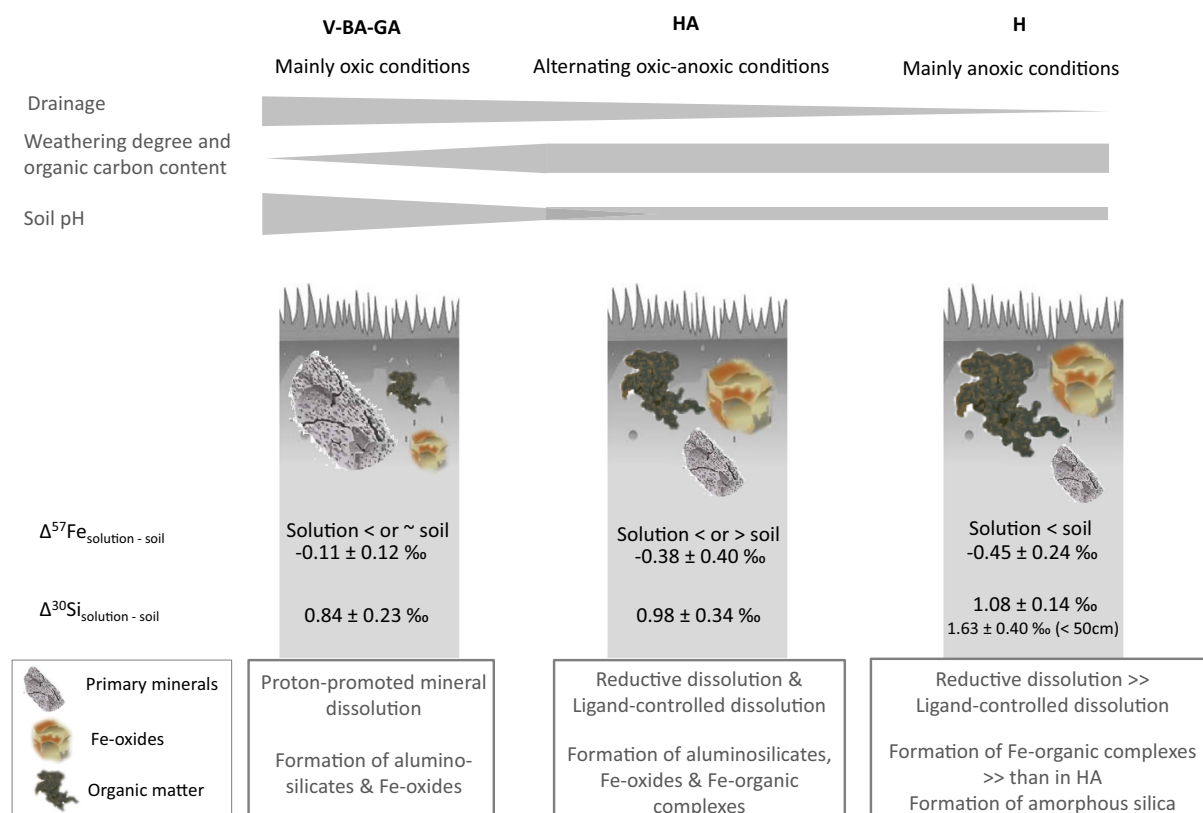 V-BA-GA
HA
H
Mainly oxic conditions
Alternating oxic-anoxic conditions
Mainly anoxic conditions
Drainage
Weathering degree and
organic carbon content
Soil pH
Δ⁵⁷Fe solution - soil
Solution < or ~ soil
-0.11 ± 0.12 ‰
Solution < or > soil
-0.38 ± 0.40 ‰
Solution < soil
-0.45 ± 0.24 ‰
Δ³⁰Si solution - soil
0.84 ± 0.23 ‰
0.98 ± 0.34 ‰
1.08 ± 0.14 ‰
1.63 ± 0.40 ‰ (< 50cm)
Primary minerals
Fe-oxides
Organic matter
Proton-promoted mineral
dissolution
Formation of alumino-
silicates & Fe-oxides
Reductive dissolution &
Ligand-controlled dissolution
Formation of aluminosilicates,
Fe-oxides & Fe-organic
complexes
Reductive dissolution >>
Ligand-controlled dissolution
Formation of Fe-organic complexes
>> than in HA
Formation of amorphous silica